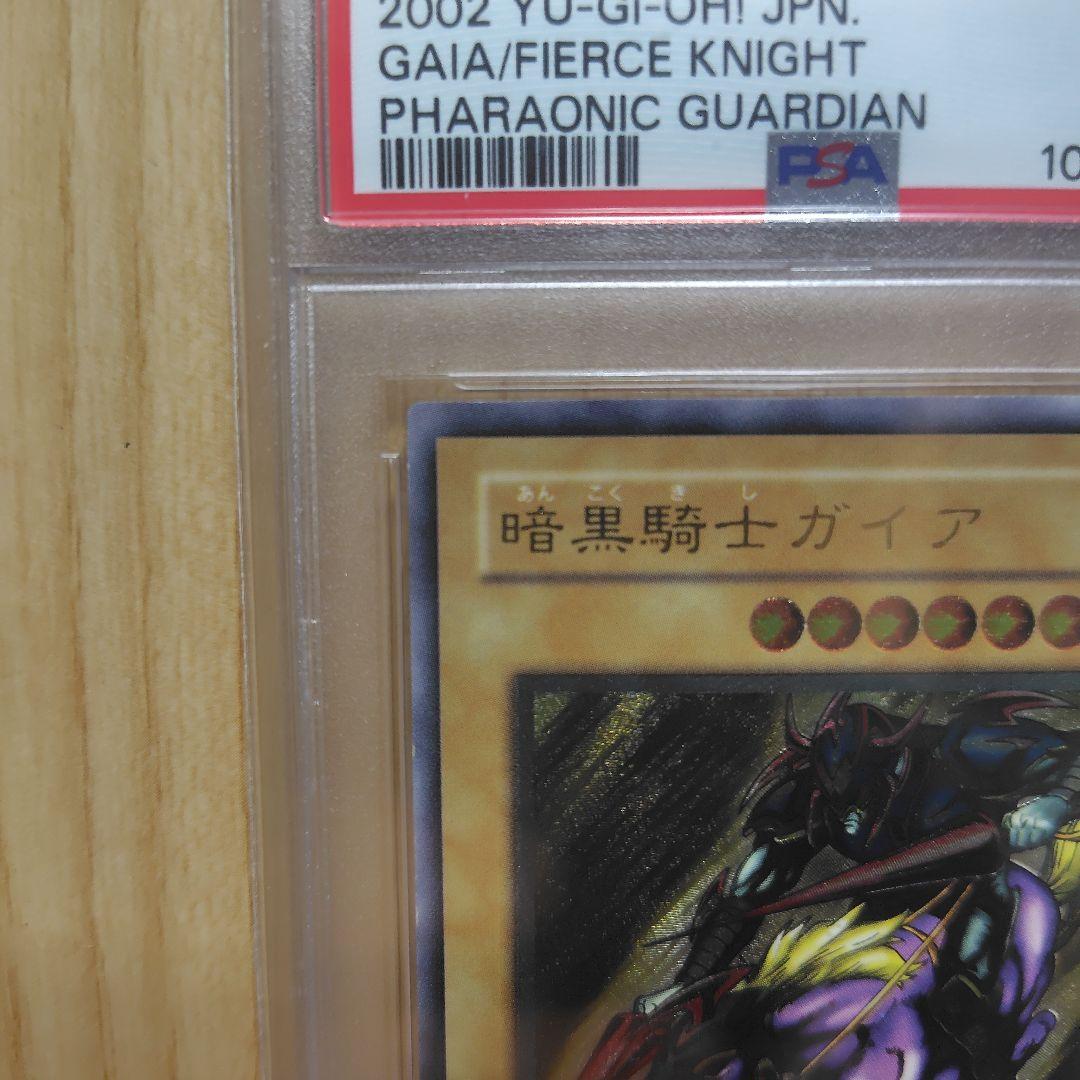 2002 YU-GI-OH! JPN.
GAIA/FIERCE KNIGHT
PHARAONIC GUARDIAN
PSA
10
あん こく き し
暗黒騎士ガイア